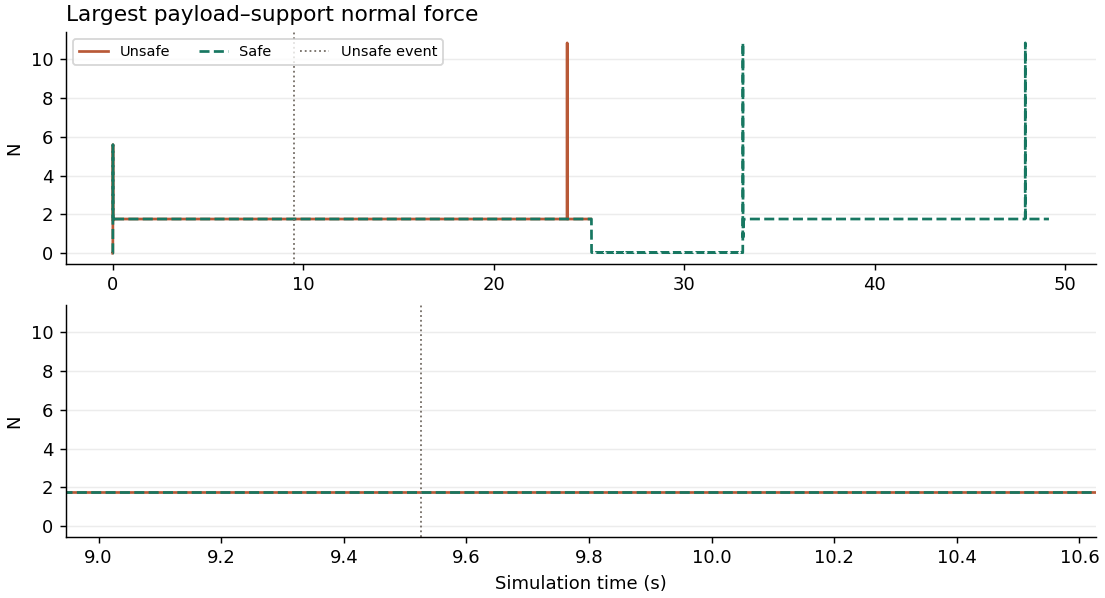 Largest payload–support normal force
Unsafe Safe Unsafe event
N
10
8
6
4
2
0
0 10 20 30 40 50
N
10
8
6
4
2
0
9.0 9.2 9.4 9.6 9.8 10.0 10.2 10.4 10.6
Simulation time (s)